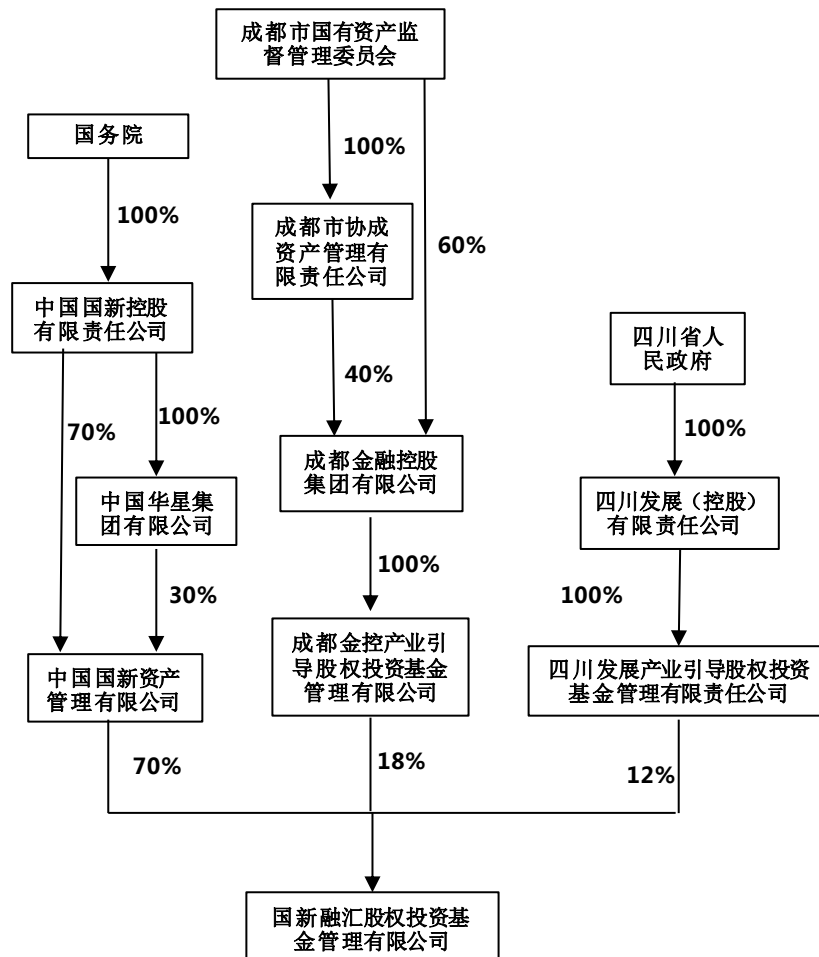 成都市国有资产监
督管理委员会
国务院
100%
100%
成都市协成
资产管理有
限责任公司
60%
中国国新控股
有限责任公司
四川省人
民政府
40%
70%
100%
100%
成都金融控股
集团有限公司
中国华星集
团有限公司
四川发展（控股）
有限责任公司
30%
100%
100%
中国国新资产
管理有限公司
成都金控产业引
导股权投资基金
管理有限公司
四川发展产业引导股权投资
基金管理有限责任公司
70%
18%
12%
国新融汇股权投资基
金管理有限公司